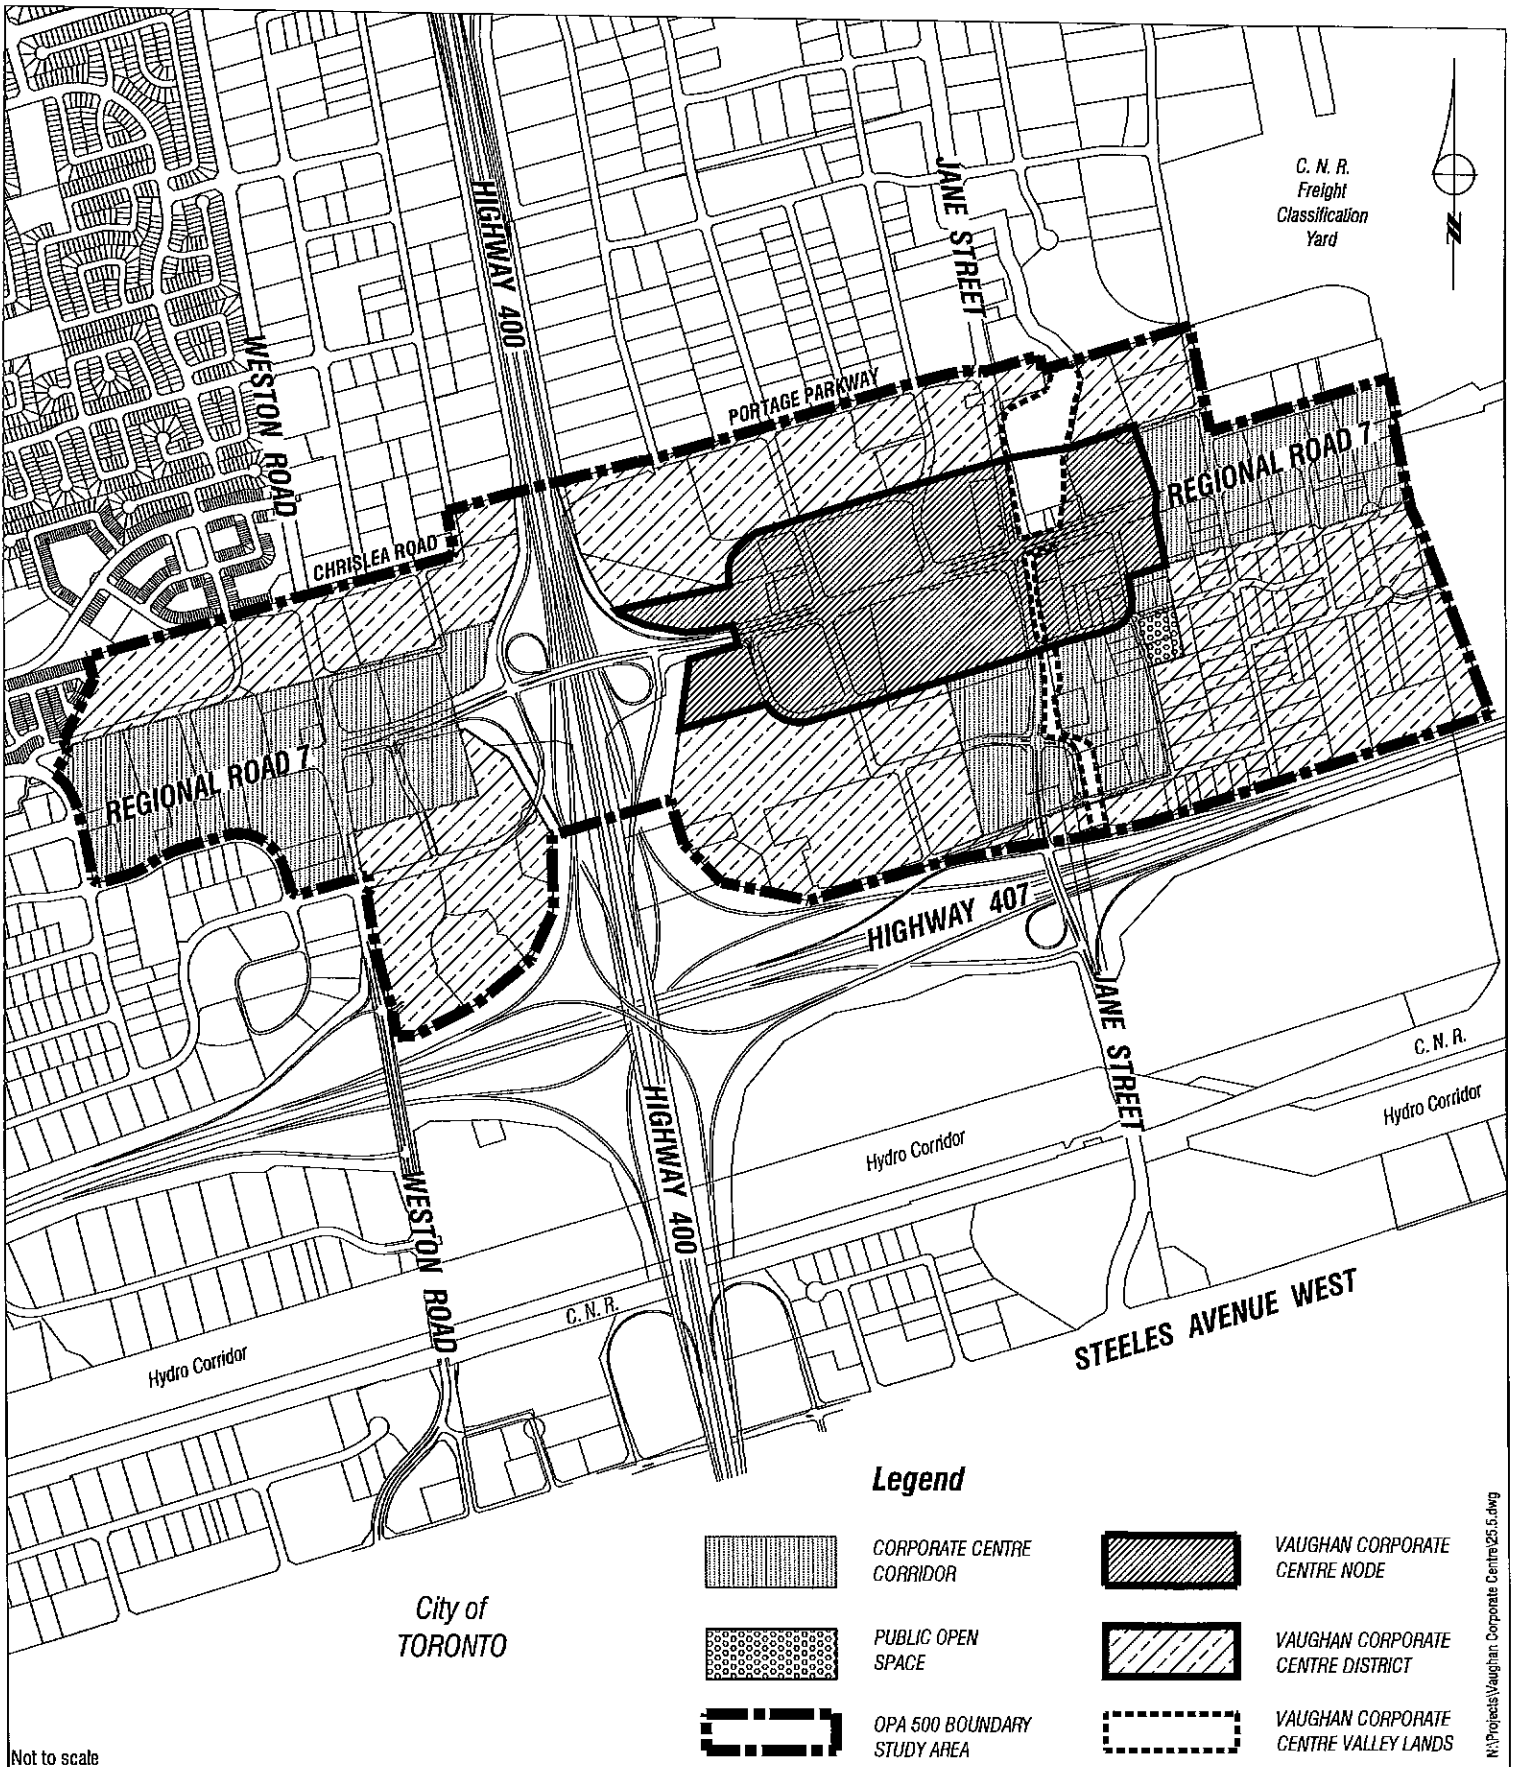 C. N. R.
Freight
Classification
Yard
N
HIGHWAY 400
JANE STREET
WESTON ROAD
PORTAGE PARKWAY
REGIONAL ROAD 7
CHRISLEA ROAD
REGIONAL ROAD 7
HIGHWAY 407
JANE STREET
C. N. R.
Hydro Corridor
HIGHWAY 400
Hydro Corridor
WESTON ROAD
C. N. R.
STEELES AVENUE WEST
Hydro Corridor
Legend
CORPORATE CENTRE
CORRIDOR
VAUGHAN CORPORATE
CENTRE NODE
PUBLIC OPEN
SPACE
VAUGHAN CORPORATE
CENTRE DISTRICT
OPA 500 BOUNDARY
STUDY AREA
VAUGHAN CORPORATE
CENTRE VALLEY LANDS
City of
TORONTO
Not to scale
N:\Projects\Vaughan Corporate Centre\25.5.dwg